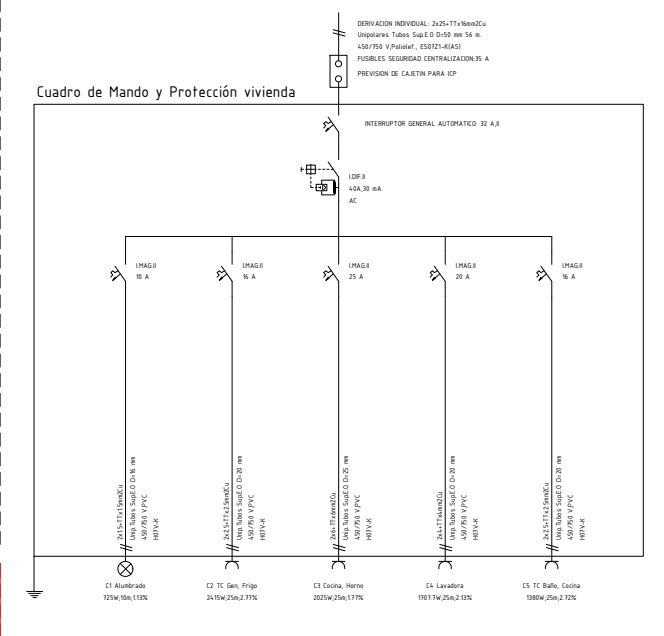 DERIVACION INDIVIDUAL: 2x25+TTx16mm2Cu
Unipolares Tubos Sup.E.O D=50 mm 56 m.
450/750 V,Poliolef., ES07Z1-K(AS)
FUSIBLES SEGURIDAD CENTRALIZACION:35 A
PREVISION DE CAJETIN PARA ICP
Cuadro de Mando y Protección vivienda
INTERRUPTOR GENERAL AUTOMATICO: 32 A,II
I.DIF.II
40A,30 mA
AC
I.MAG.II
10 A
I.MAG.II
16 A
I.MAG.II
25 A
I.MAG.II
20 A
I.MAG.II
16 A
2x1.5+TTx1.5mm2Cu
Unip.Tubos Sup.E.O D=16 mm
450/750 V,PVC
H07V-K
2x2.5+TTx2.5mm2Cu
Unip.Tubos Sup.E.O D=20 mm
450/750 V,PVC
H07V-K
2x6+TTx6mm2Cu
Unip.Tubos Sup.E.O D=25 mm
450/750 V,PVC
H07V-K
2x4+TTx4mm2Cu
Unip.Tubos Sup.E.O D=20 mm
450/750 V,PVC
H07V-K
2x2.5+TTx2.5mm2Cu
Unip.Tubos Sup.E.O D=20 mm
450/750 V,PVC
H07V-K
C1 Alumbrado
725W;10m;1.13%
C2 TC Gen, Frigo
2415W;25m;2.77%
C3 Cocina, Horno
2025W;25m;1.77%
C4 Lavadora
1707.7W;25m;2.13%
C5 TC Baño, Cocina
1380W;25m;2.72%